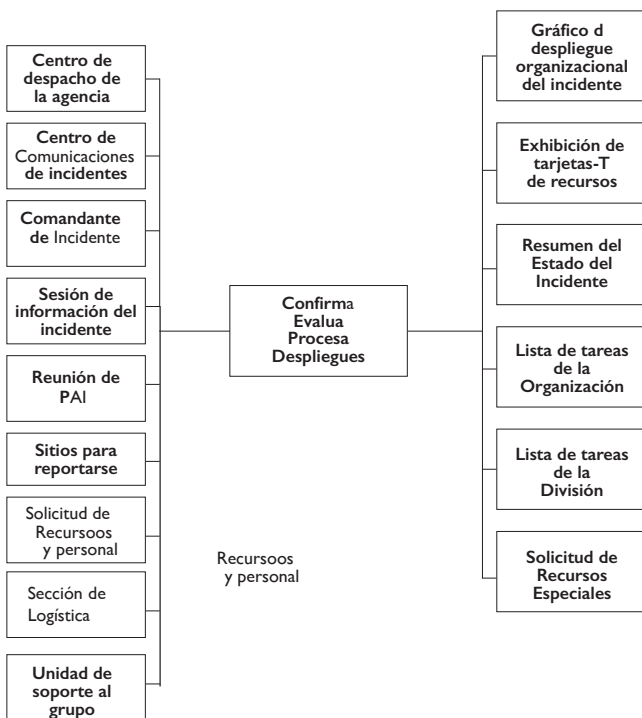 Centro de
despacho de
la agencia
Centro de
Comunicaciones
de incidentes
Comandante
de Incidente
Sesión de
información del
incidente
Reunión de
PAI
Sitios para
reportarse
Solicitud de
Recursoos
y personal
Sección de
Logística
Unidad de
soporte al
grupo
Confirma
Evalua
Procesa
Despliegues
Recursoos
y personal
Gráfico d
despliegue
organizacional
del incidente
Exhibición de
tarjetas-T
de recursos
Resumen del
Estado del
Incidente
Lista de tareas
de la
Organización
Lista de tareas
de la
División
Solicitud de
Recursos
Especiales